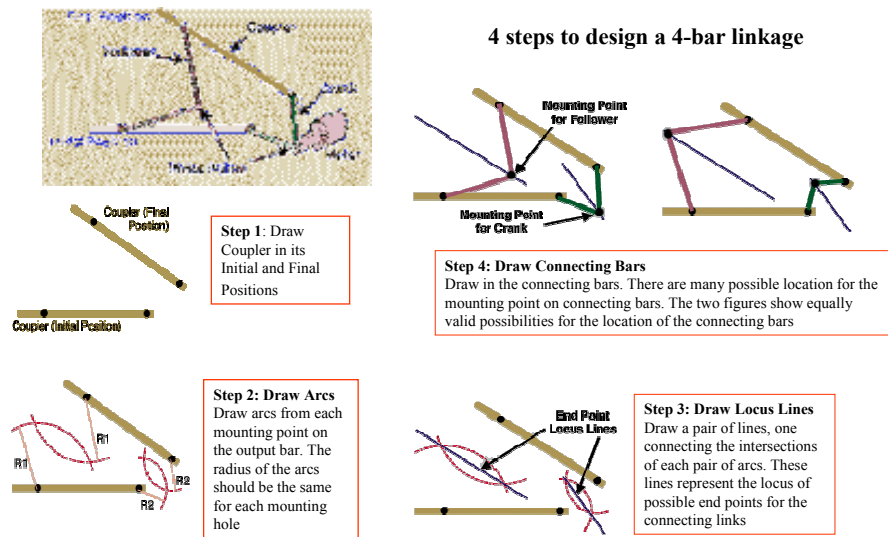 4 steps to design a 4-bar linkage
Coupler
Crank
Mounting Point
for Follower
Mounting Point
for Crank
Coupler (Final
Position)
Coupler (Initial Position)
Step 1: Draw
Coupler in its
Initial and Final
Positions
Step 4: Draw Connecting Bars
Draw in the connecting bars. There are many possible location for the
mounting point on connecting bars. The two figures show equally
valid possibilities for the location of the connecting bars
R1
R1
R2
R2
Step 2: Draw Arcs
Draw arcs from each
mounting point on
the output bar. The
radius of the arcs
should be the same
for each mounting
hole
End Point
Locus Lines
Step 3: Draw Locus Lines
Draw a pair of lines, one
connecting the intersections
of each pair of arcs. These
lines represent the locus of
possible end points for the
connecting links